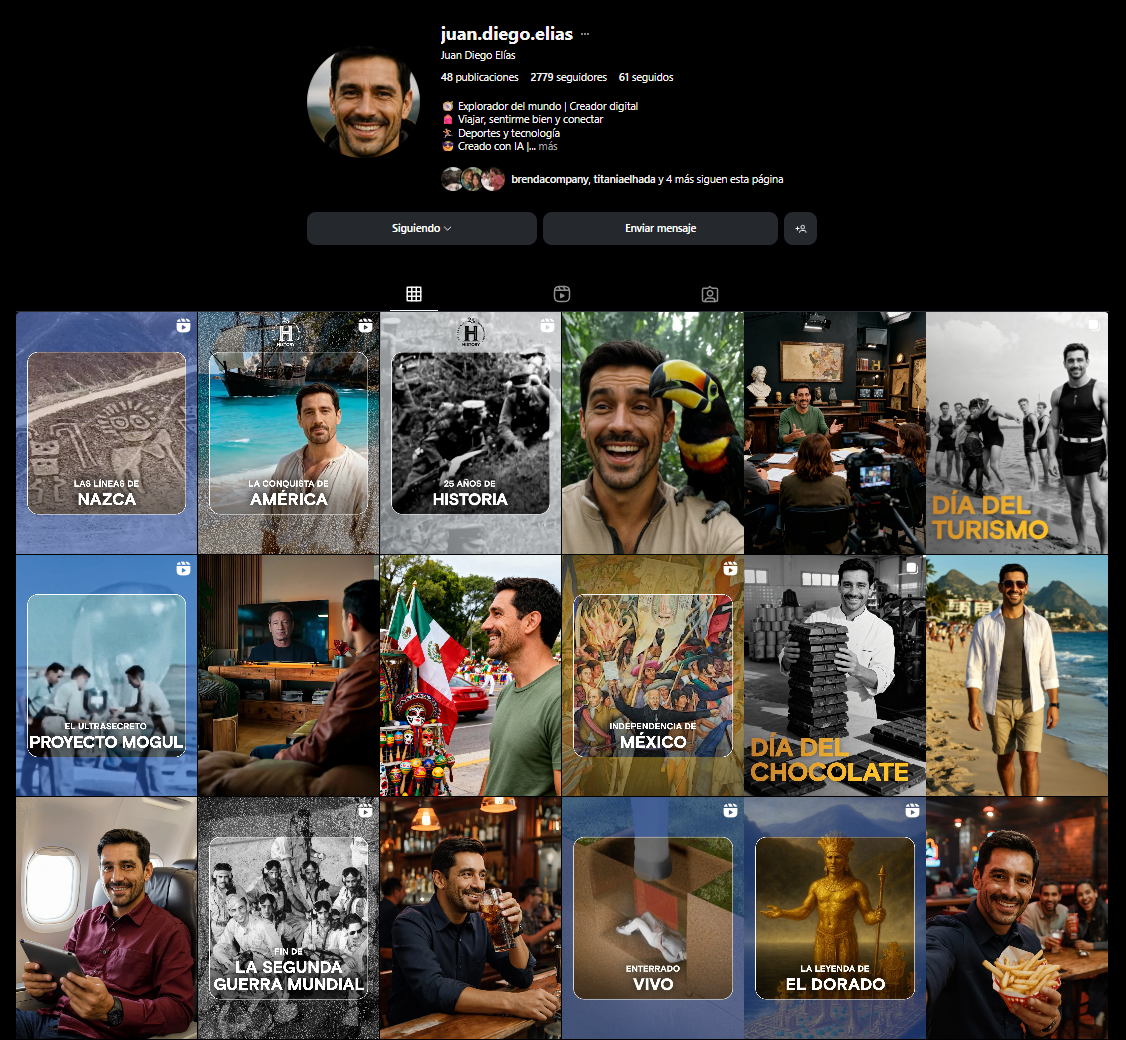 juan.diego.elias ...
Juan Diego Elías
48 publicaciones 2779 seguidores 61 seguidos
Explorador del mundo | Creador digital
Viajar, sentirme bien y conectar
Deportes y tecnología
Creado con IA |... más
brendacompany, titaniaelhada y 4 más siguen esta página
Siguiendo
Enviar mensaje
LAS LÍNEAS DE
NAZCA
25
H
HISTORY
LA CONQUISTA DE
AMÉRICA
25
H
HISTORY
25 AÑOS DE
HISTORIA
DÍA DEL
TURISMO
EL ULTRASECRETO
PROYECTO MOGUL
INDEPENDENCIA DE
MÉXICO
DÍA DEL
CHOCOLATE
FIN DE
LA SEGUNDA
GUERRA MUNDIAL
ENTERRADO
VIVO
LA LEYENDA DE
EL DORADO